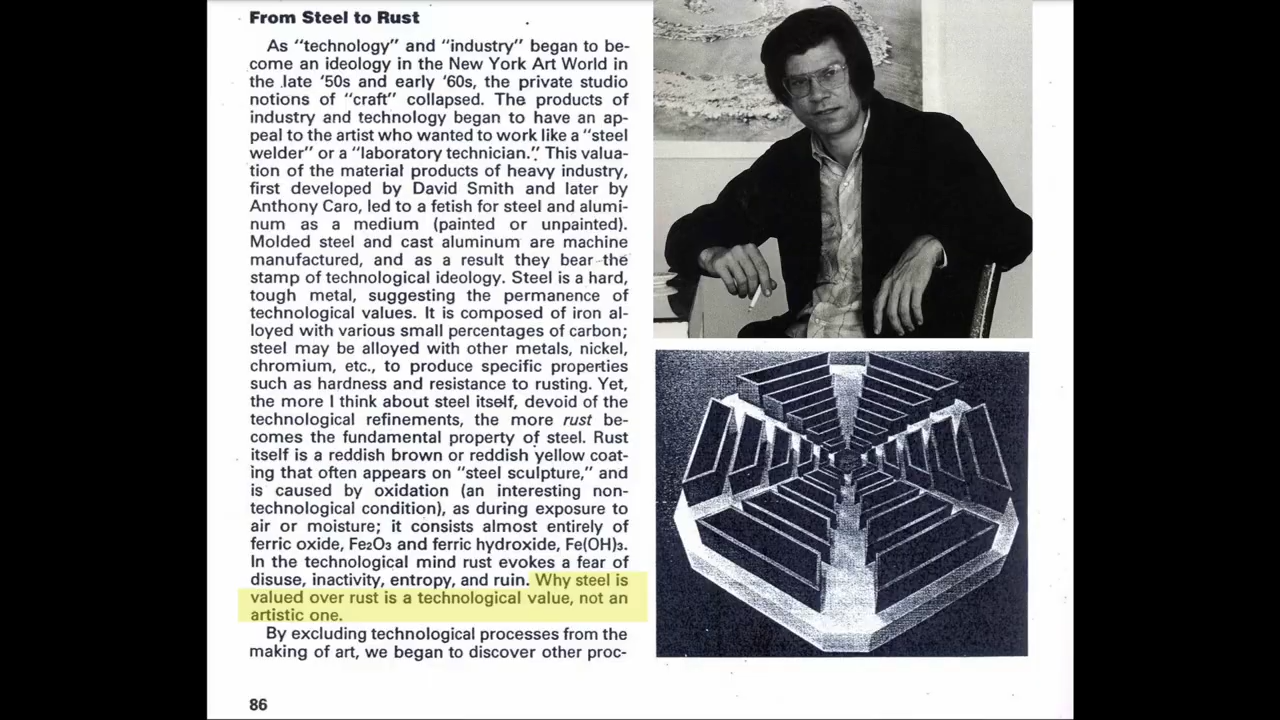 From Steel to Rust
As "technology" and "industry" began to be-
come an ideology in the New York Art World in
the late '50s and early '60s, the private studio
notions of "craft" collapsed. The products of
industry and technology began to have an ap-
peal to the artist who wanted to work like a "steel
welder" or a "laboratory technician." This valua-
tion of the material products of heavy industry,
first developed by David Smith and later by
Anthony Caro, led to a fetish for steel and alumi-
num as a medium (painted or unpainted).
Molded steel and cast aluminum are machine
manufactured, and as a result they bear the
stamp of technological ideology. Steel is a hard,
tough metal, suggesting the permanence of
technological values. It is composed of iron al-
loyed with various small percentages of carbon;
steel may be alloyed with other metals, nickel,
chromium, etc., to produce specific properties
such as hardness and resistance to rusting. Yet,
the more I think about steel itself, devoid of the
technological refinements, the more rust be-
comes the fundamental property of steel. Rust
itself is a reddish brown or reddish yellow coat-
ing that often appears on "steel sculpture," and
is caused by oxidation (an interesting non-
technological condition), as during exposure to
air or moisture; it consists almost entirely of
ferric oxide, Fe₂O₃ and ferric hydroxide, Fe(OH)₃.
In the technological mind rust evokes a fear of
disuse, inactivity, entropy, and ruin. Why steel is
valued over rust is a technological value, not an
artistic one.
By excluding technological processes from the
making of art, we began to discover other proc-
86